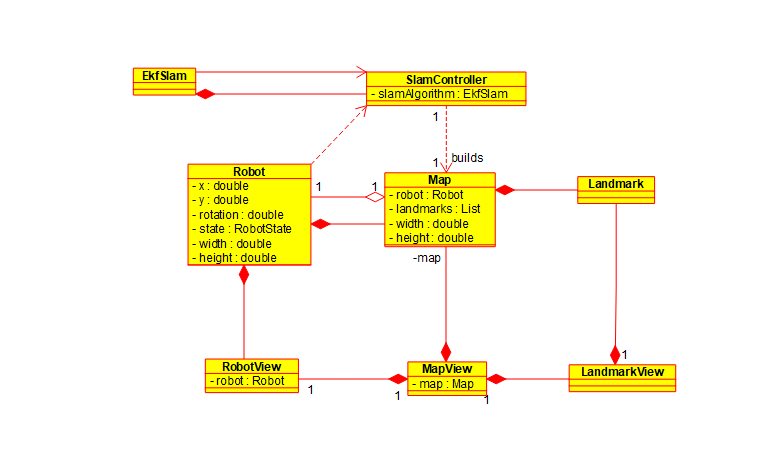 EkfSlam
SlamController
- slamAlgorithm : EkfSlam
1
1
builds
Robot
- x : double
- y : double
- rotation : double
- state : RobotState
- width : double
- height : double
1
1
Map
- robot : Robot
- landmarks : List
- width : double
- height : double
-map
Landmark
RobotView
- robot : Robot
1
1
MapView
- map : Map
1
1
LandmarkView